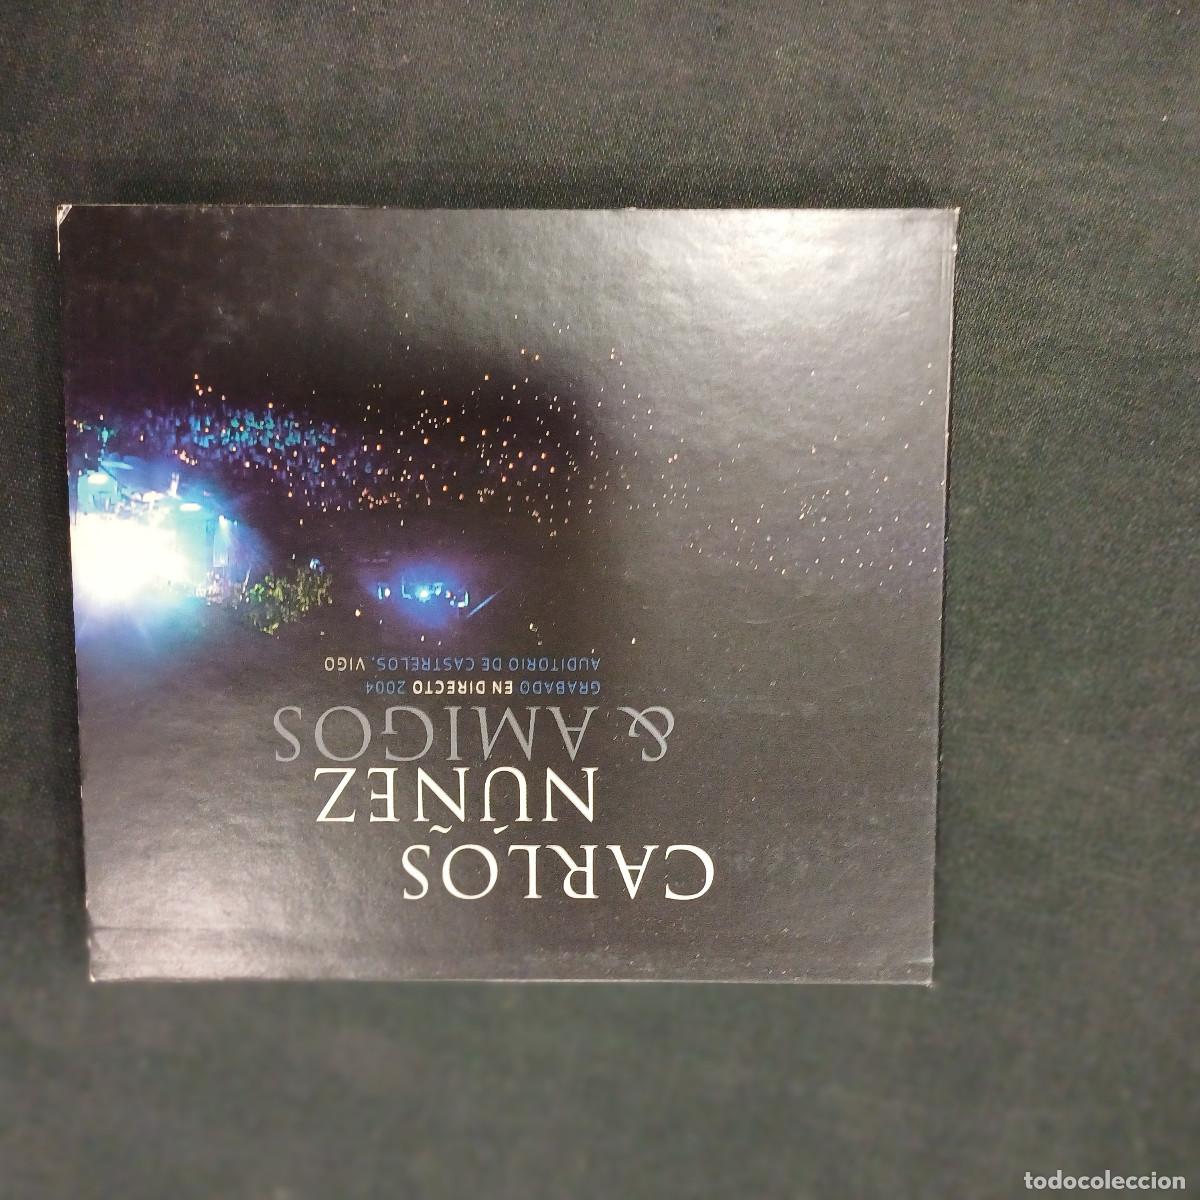 CARLOS
NÚÑEZ
& AMIGOS
GRABADO EN DIRECTO 2004
AUDITORIO DE CASTRELOS. VIGO
todocoleccion